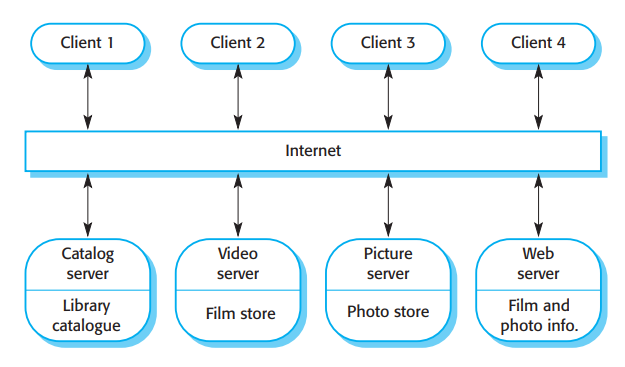 Client 1
Client 2
Client 3
Client 4
Internet
Catalog
server
Library
catalogue
Video
server
Film store
Picture
server
Photo store
Web
server
Film and
photo info.